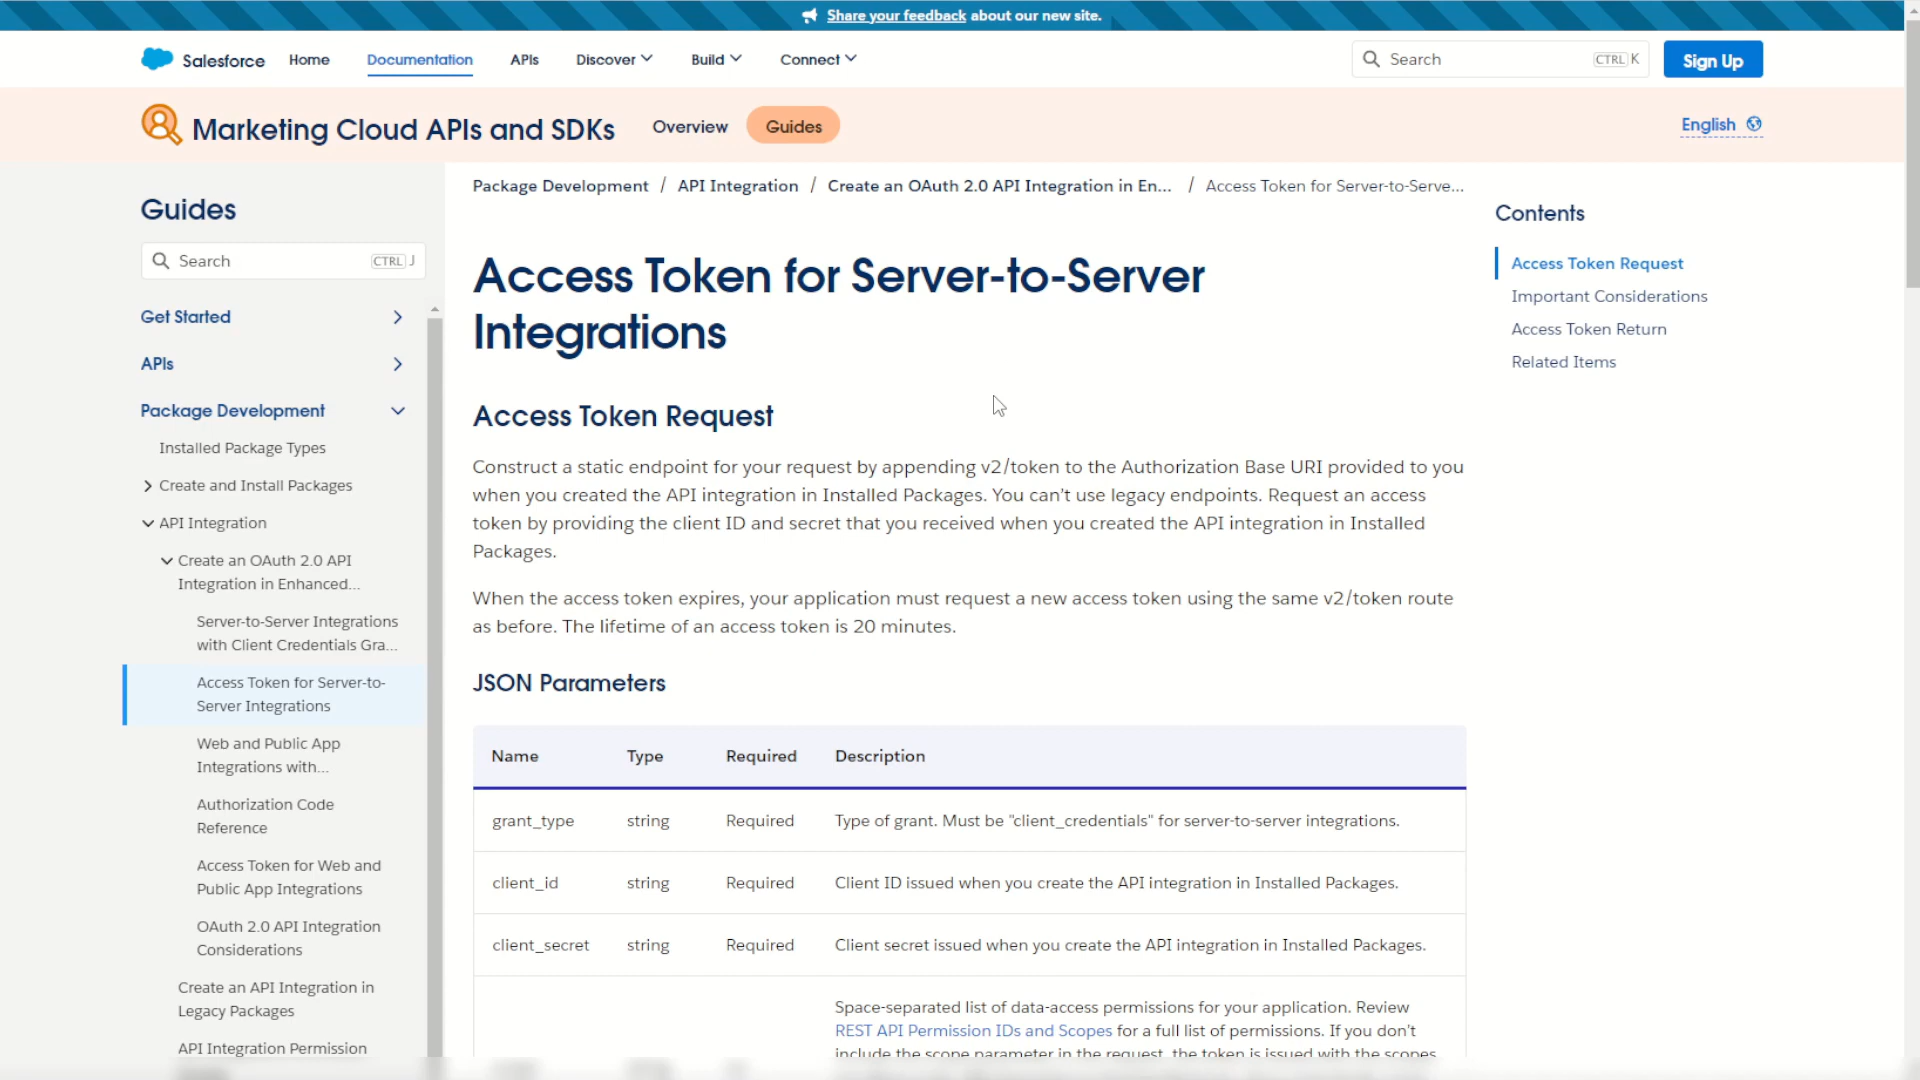 Share your feedback about our new site.
Salesforce Home Documentation APIs Discover Build Connect Search CTRL K Sign Up
Marketing Cloud APIs and SDKs Overview Guides English
Guides
Search CTRL J
Get Started
APIs
Package Development
Installed Package Types
Create and Install Packages
API Integration
Create an OAuth 2.0 API
Integration in Enhanced...
Server-to-Server Integrations
with Client Credentials Gra...
Access Token for Server-to-
Server Integrations
Web and Public App
Integrations with...
Authorization Code
Reference
Access Token for Web and
Public App Integrations
OAuth 2.0 API Integration
Considerations
Create an API Integration in
Legacy Packages
API Integration Permission
Package Development / API Integration / Create an OAuth 2.0 API Integration in En... / Access Token for Server-to-Serve...
Access Token for Server-to-Server
Integrations
Access Token Request
Construct a static endpoint for your request by appending v2/token to the Authorization Base URI provided to you
when you created the API integration in Installed Packages. You can't use legacy endpoints. Request an access
token by providing the client ID and secret that you received when you created the API integration in Installed
Packages.
When the access token expires, your application must request a new access token using the same v2/token route
as before. The lifetime of an access token is 20 minutes.
JSON Parameters
Name Type Required Description
grant_type string Required Type of grant. Must be "client_credentials" for server-to-server integrations.
client_id string Required Client ID issued when you create the API integration in Installed Packages.
client_secret string Required Client secret issued when you create the API integration in Installed Packages.
Space-separated list of data-access permissions for your application. Review
REST API Permission IDs and Scopes for a full list of permissions. If you don't
include the scope parameter in the request, the token is issued with the scopes
Contents
Access Token Request
Important Considerations
Access Token Return
Related Items